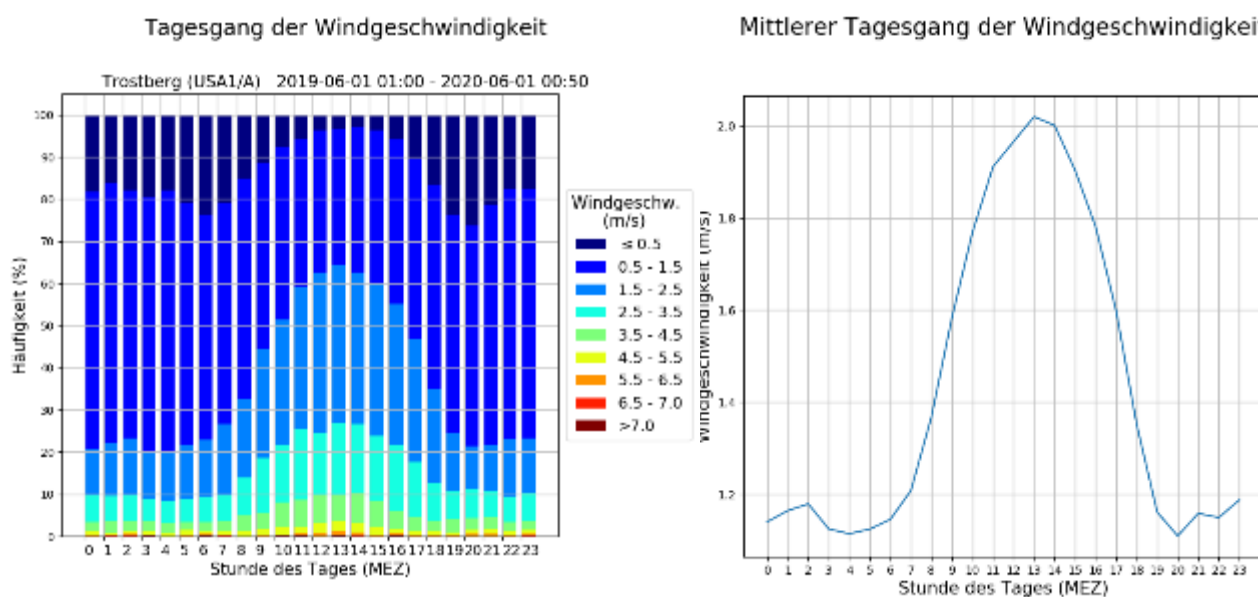 Tagesgang der Windgeschwindigkeit
Trostberg (USA1/A) 2019-06-01 01:00 - 2020-06-01 00:50
Häufigkeit (%)
100
90
80
70
60
50
40
30
20
10
0
0 1 2 3 4 5 6 7 8 9 10 11 12 13 14 15 16 17 18 19 20 21 22 23
Stunde des Tages (MEZ)
Windgeschw.
(m/s)
≤ 0.5
0.5 - 1.5
1.5 - 2.5
2.5 - 3.5
3.5 - 4.5
4.5 - 5.5
5.5 - 6.5
6.5 - 7.0
>7.0
Mittlerer Tagesgang der Windgeschwindigkei
Windgeschwindigkeit (m/s)
2.0
1.8
1.6
1.4
1.2
0 1 2 3 4 5 6 7 8 9 10 11 12 13 14 15 16 17 18 19 20 21 22 23
Stunde des Tages (MEZ)